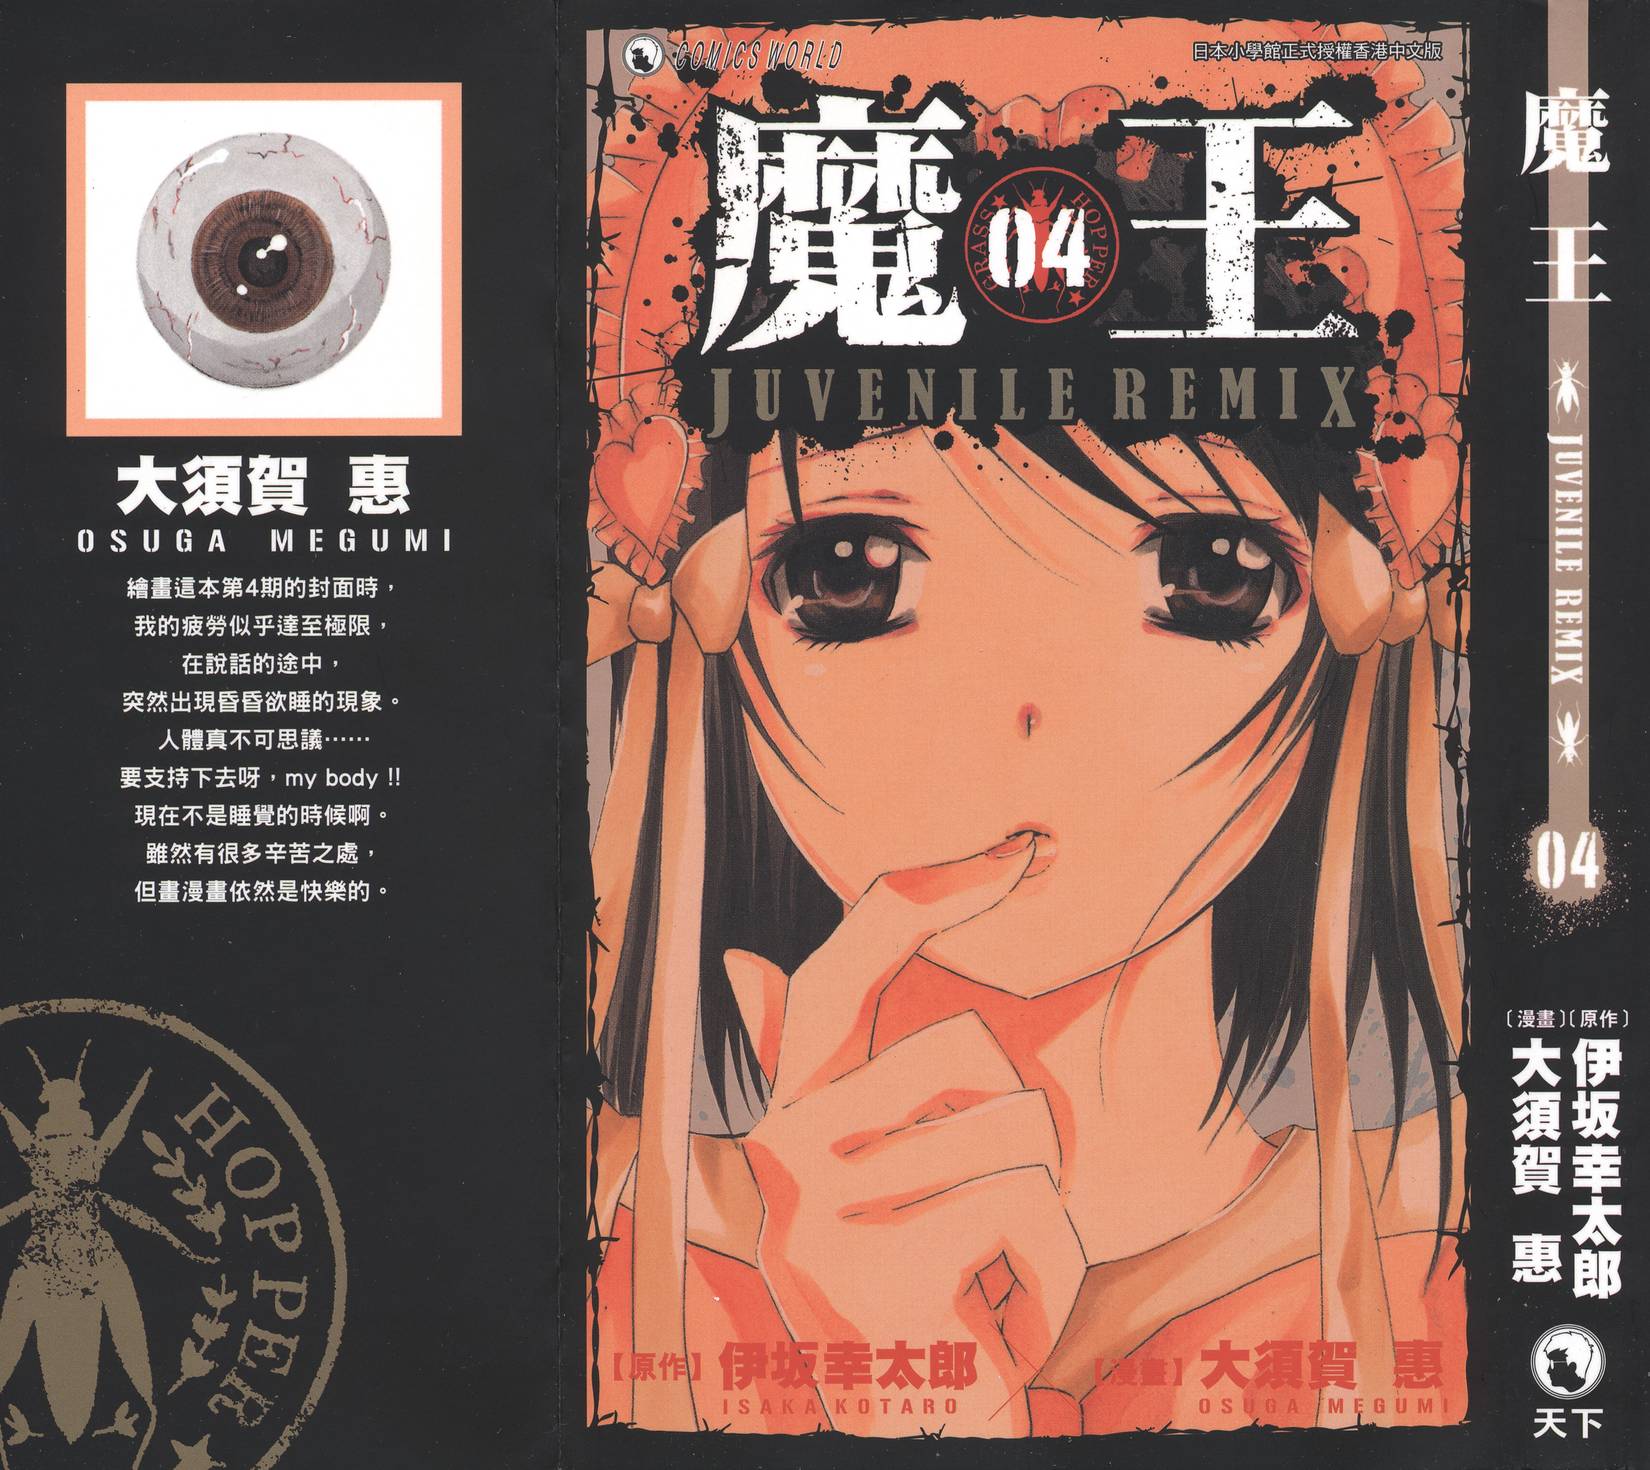 大須賀 惠
OSUGA MEGUMI
繪畫這本第4期的封面時，
我的疲勞似乎達至極限，
在說話的途中，
突然出現昏昏欲睡的現象。
人體真不可思議……
要支持下去呀，my body !!
現在不是睡覺的時候啊。
雖然有很多辛苦之處，
但畫漫畫依然是快樂的。
HOPPER
COMICS WORLD
日本小學館正式授權香港中文版
魔王
GRASS HOPPER
04
JUVENILE REMIX
【原作】伊坂幸太郎
ISAKA KOTARO
【漫畫】大須賀 惠
OSUGA MEGUMI
魔王
JUVENILE REMIX
04
〔原作〕伊坂幸太郎
〔漫畫〕大須賀 惠
天下